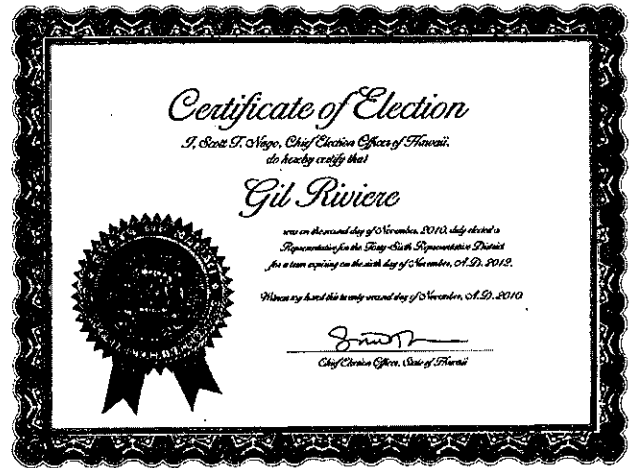 Certificate of Election
I, Scott T. Nago, Chief Election Officer of Hawaii,
do hereby certify that
Gil Riviere
was on the second day of November, 2010, duly elected a
Representative for the Forty-Sixth Representative District
for a term expiring on the sixth day of November, A.D. 2012.
Witness my hand this twenty second day of November, A.D. 2010
Chief Election Officer, State of Hawaii